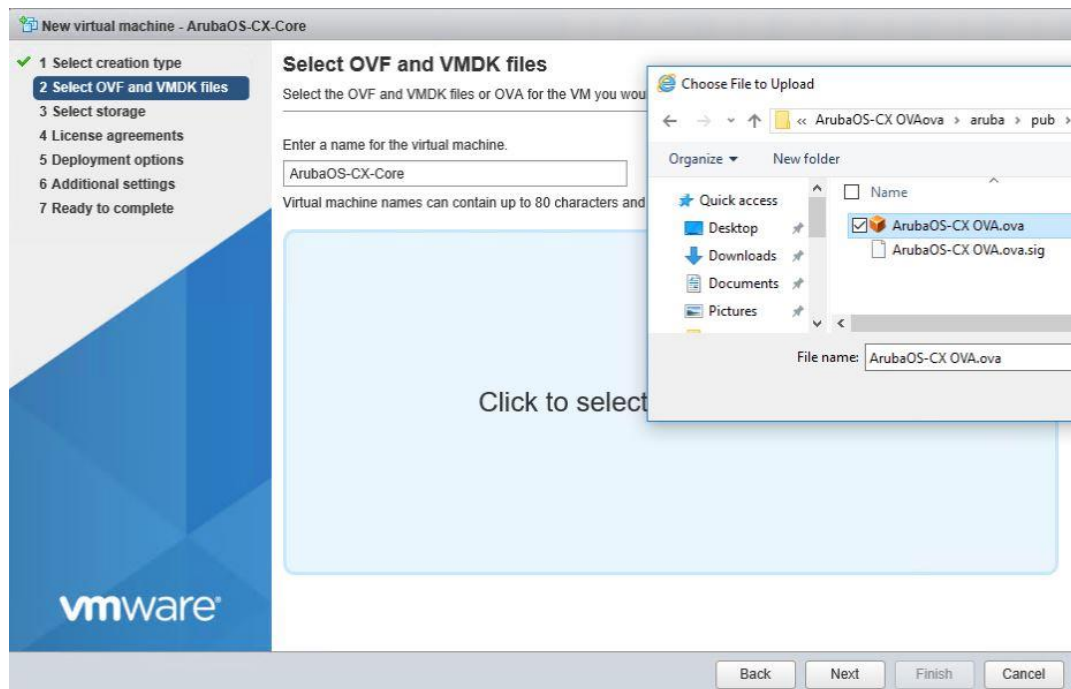 New virtual machine - ArubaOS-CX-Core
1 Select creation type
2 Select OVF and VMDK files
3 Select storage
4 License agreements
5 Deployment options
6 Additional settings
7 Ready to complete
vmware
Select OVF and VMDK files
Select the OVF and VMDK files or OVA for the VM you wou
Enter a name for the virtual machine.
ArubaOS-CX-Core
Virtual machine names can contain up to 80 characters and
Click to select
Choose File to Upload
« ArubaOS-CX OVAova > aruba > pub >
Organize New folder
Quick access
Desktop
Downloads
Documents
Pictures
Name
ArubaOS-CX OVA.ova
ArubaOS-CX OVA.ova.sig
File name: ArubaOS-CX OVA.ova
Back Next Finish Cancel